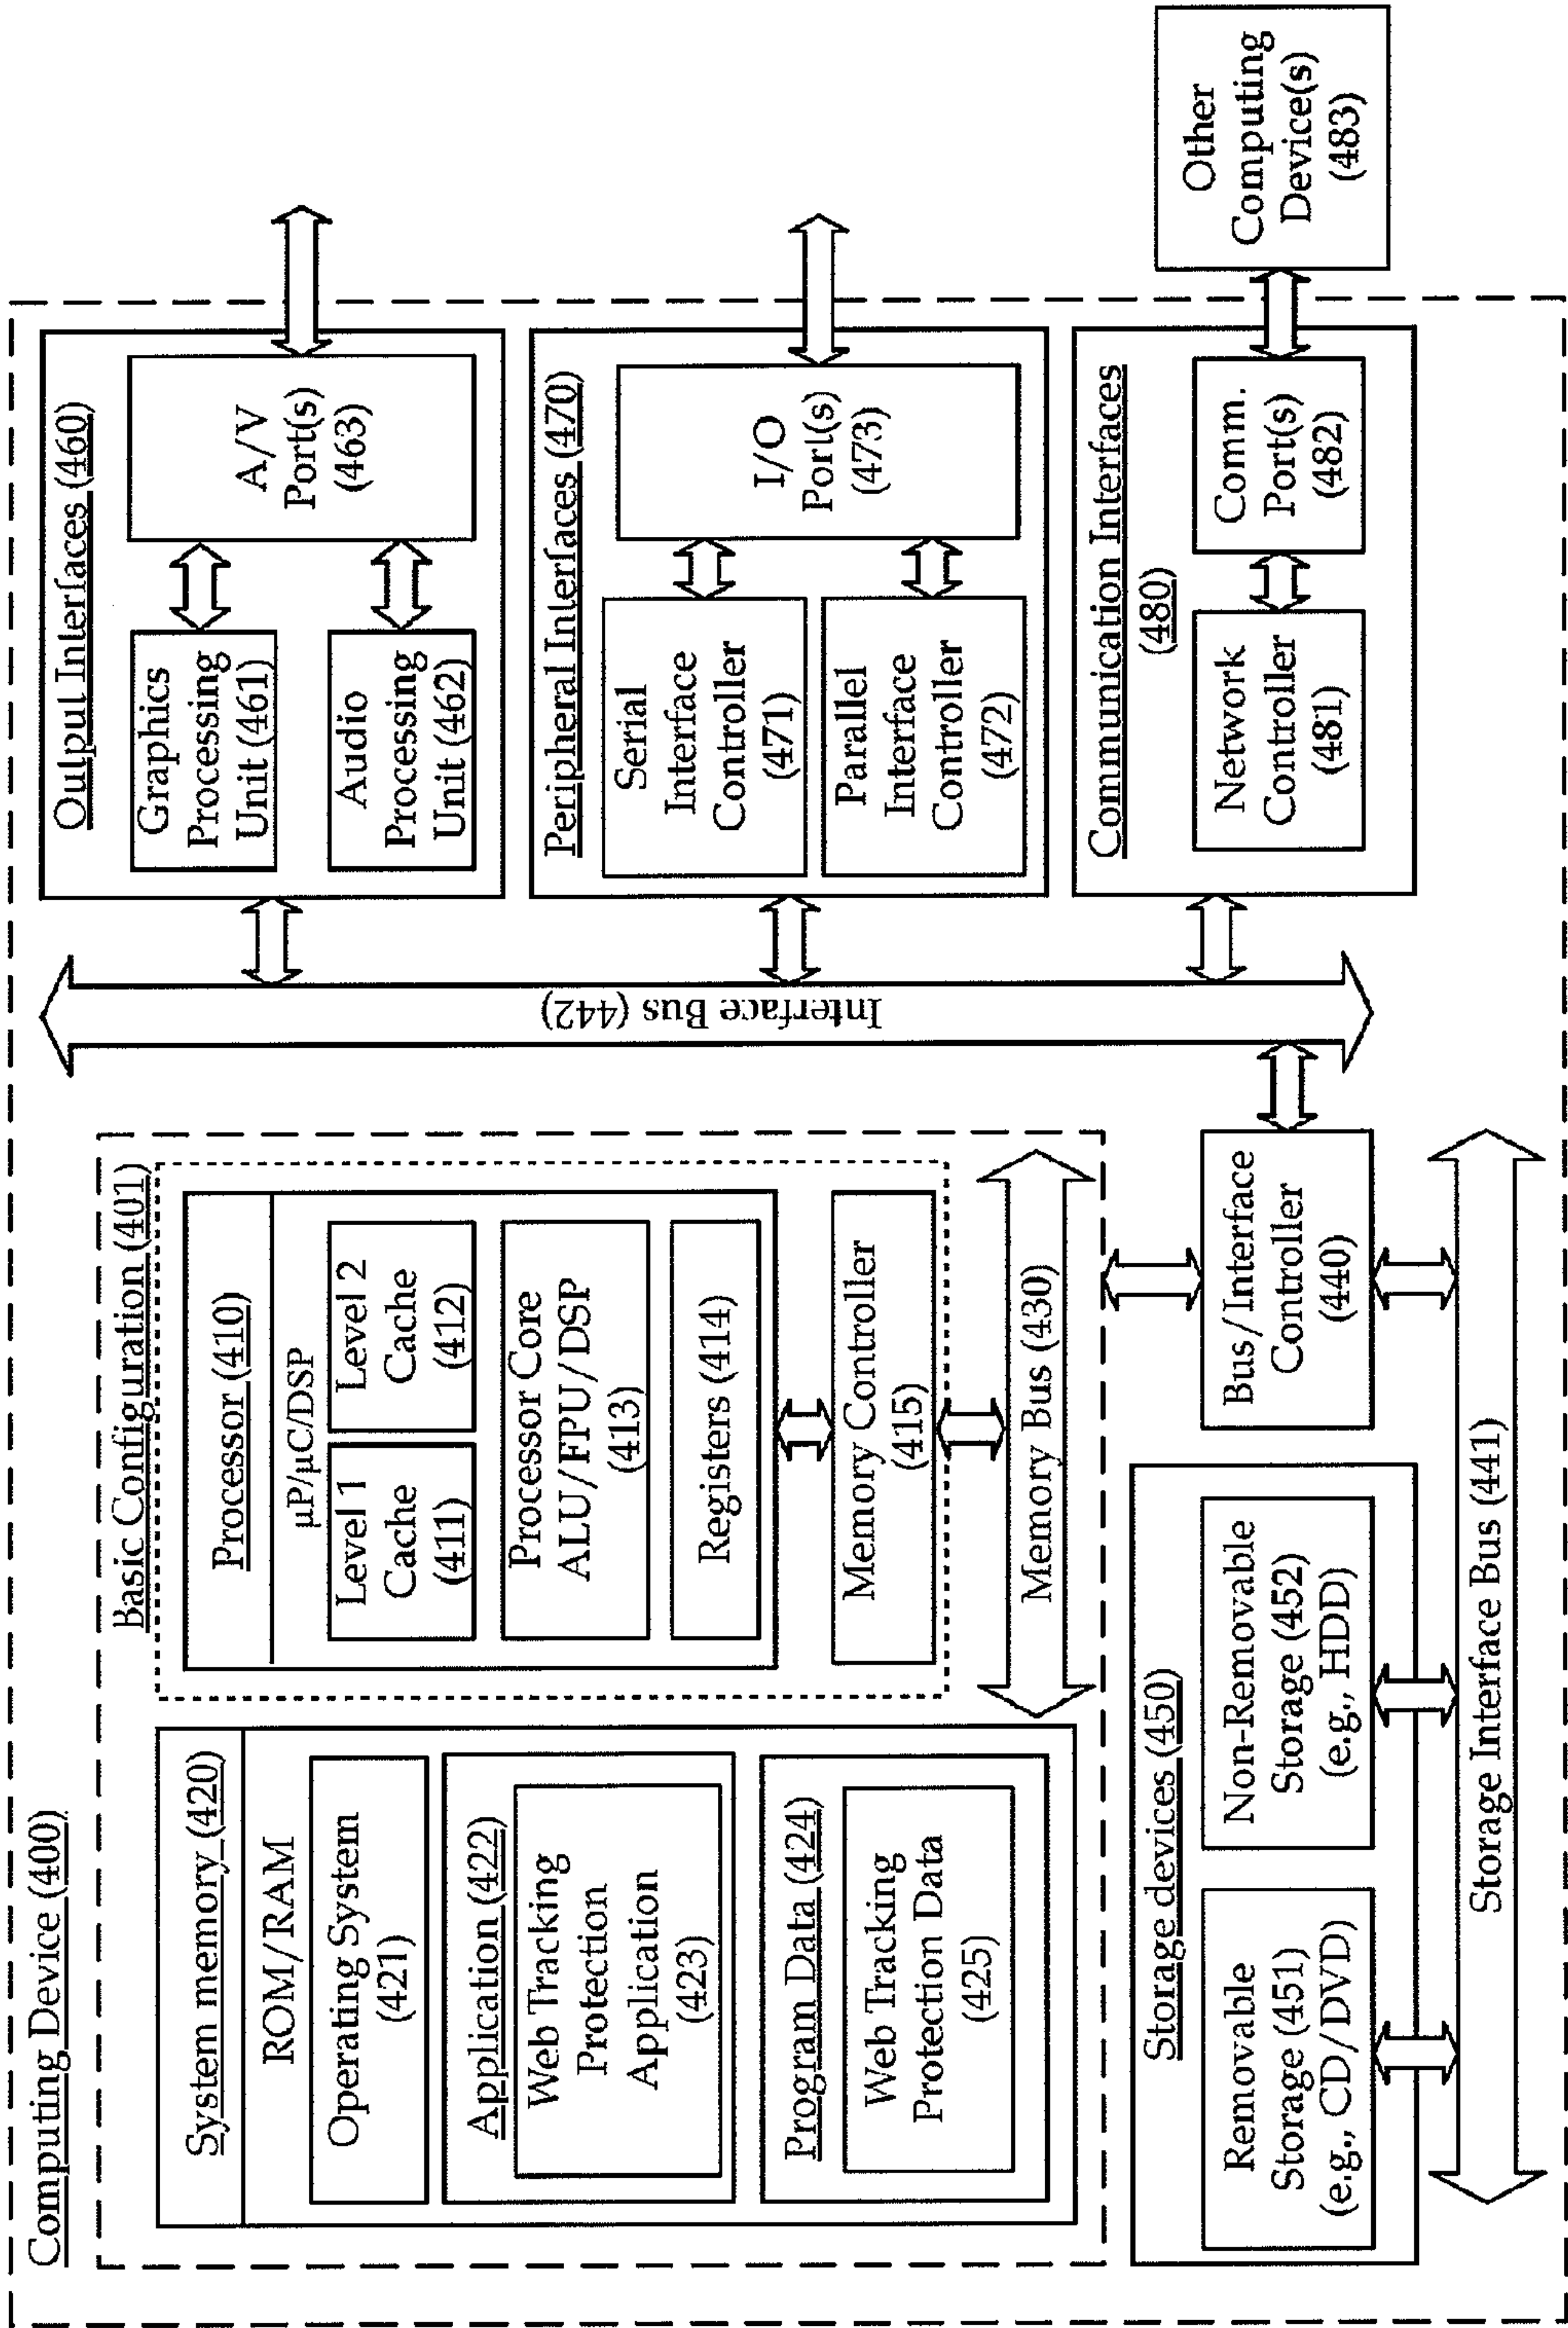 Computing Device (400)
Basic Configuration (401)
System memory (420)
ROM/RAM
Operating System
(421)
Application (422)
Web Tracking
Protection
Application
(423)
Program Data (424)
Web Tracking
Protection Data
(425)
Processor (410)
µP/µC/DSP
Level 1
Cache
(411)
Level 2
Cache
(412)
Processor Core
ALU/FPU/DSP
(413)
Registers (414)
Memory Controller
(415)
Memory Bus (430)
Storage devices (450)
Removable
Storage (451)
(e.g., CD/DVD)
Non-Removable
Storage (452)
(e.g., HDD)
Bus/Interface
Controller
(440)
Storage Interface Bus (441)
Interface Bus (442)
Output Interfaces (460)
Graphics
Processing
Unit (461)
Audio
Processing
Unit (462)
A/V
Port(s)
(463)
Peripheral Interfaces (470)
Serial
Interface
Controller
(471)
Parallel
Interface
Controller
(472)
I/O
Port(s)
(473)
Communication Interfaces
(480)
Network
Controller
(481)
Comm.
Port(s)
(482)
Other
Computing
Device(s)
(483)